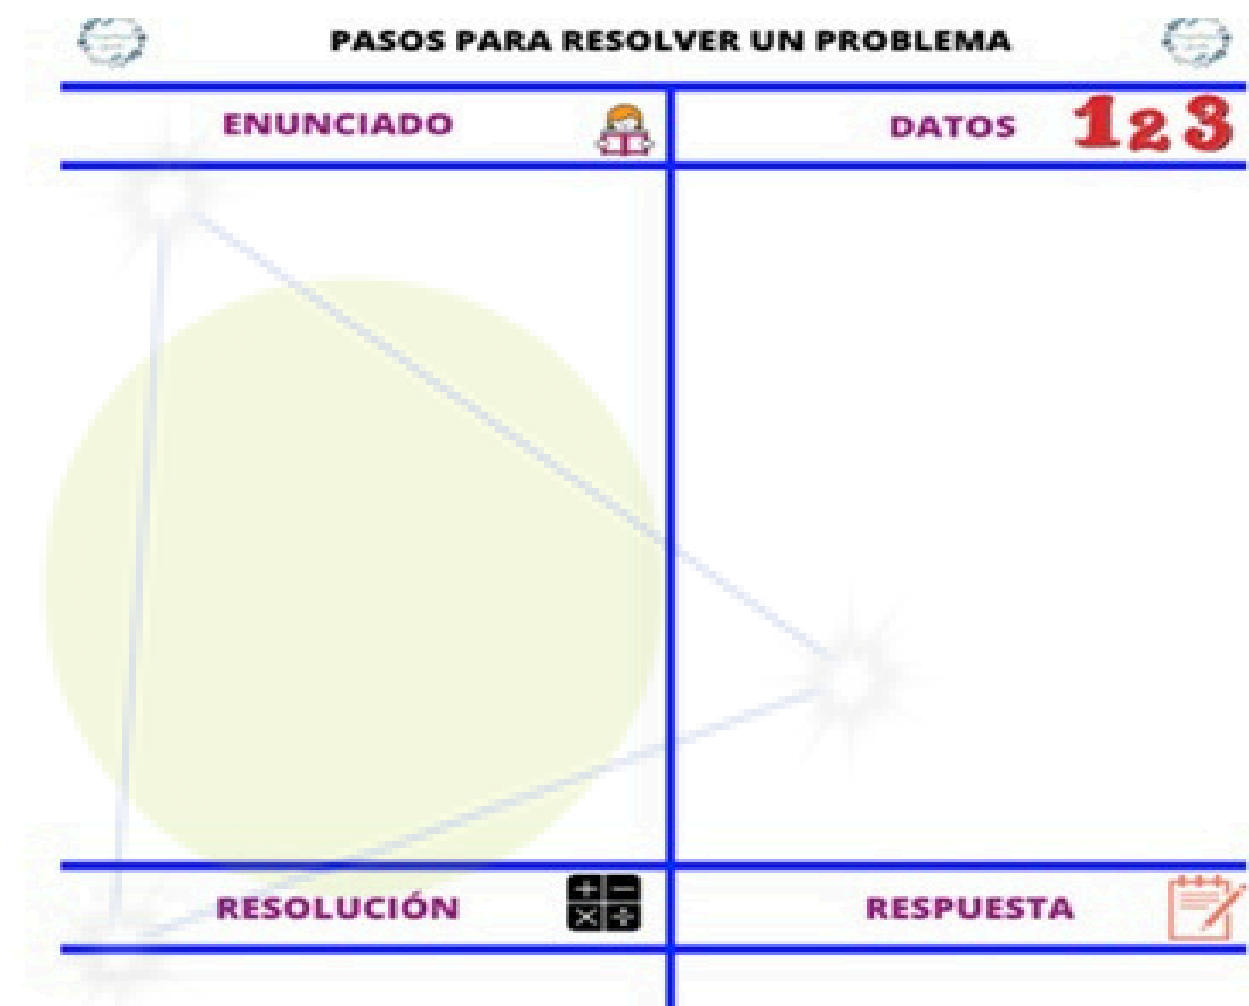 PASOS PARA RESOLVER UN PROBLEMA
ENUNCIADO
DATOS 123
RESOLUCIÓN
RESPUESTA